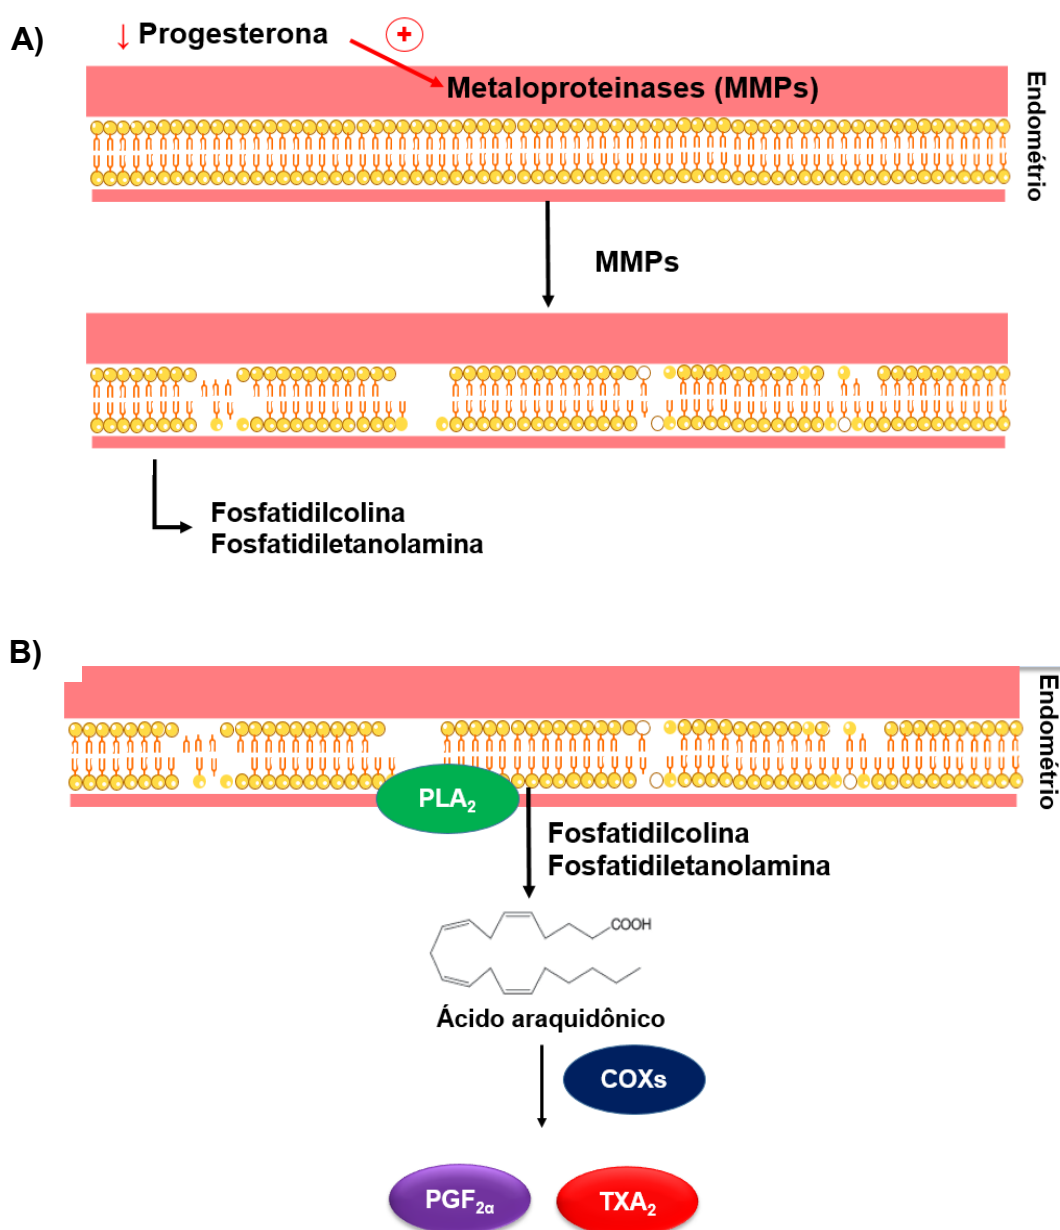 A)
↓ Progesterona
+
Metaloproteinases (MMPs)
Endométrio
MMPs
Fosfatidilcolina
Fosfatidiletanolamina
B)
Endométrio
PLA₂
Fosfatidilcolina
Fosfatidiletanolamina
COOH
Ácido araquidônico
COXs
PGF₂α
TXA₂